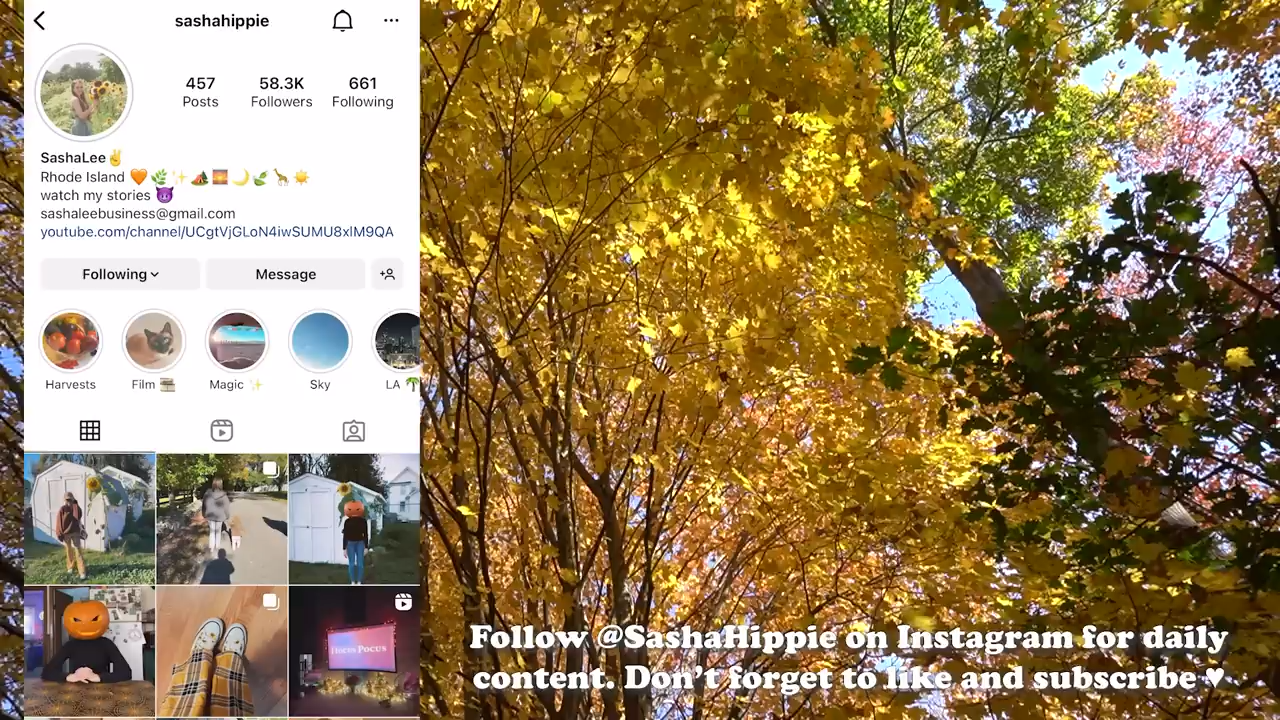 sashahippie
457
58.3K
661
Posts
Followers
Following
SashaLee✌️
Rhode Island 🧡🌿✨🏕️🌅🌙🍃🦒☀️
watch my stories 😈
sashaleebusiness@gmail.com
youtube.com/channel/UCgtVjGLoN4iwSUMU8xlM9QA
Following
Message
Harvests
Film
Magic ✨
Sky
LA 🌴
Hocus Pocus
Follow @SashaHippie on Instagram for daily
content. Don't forget to like and subscribe ♥